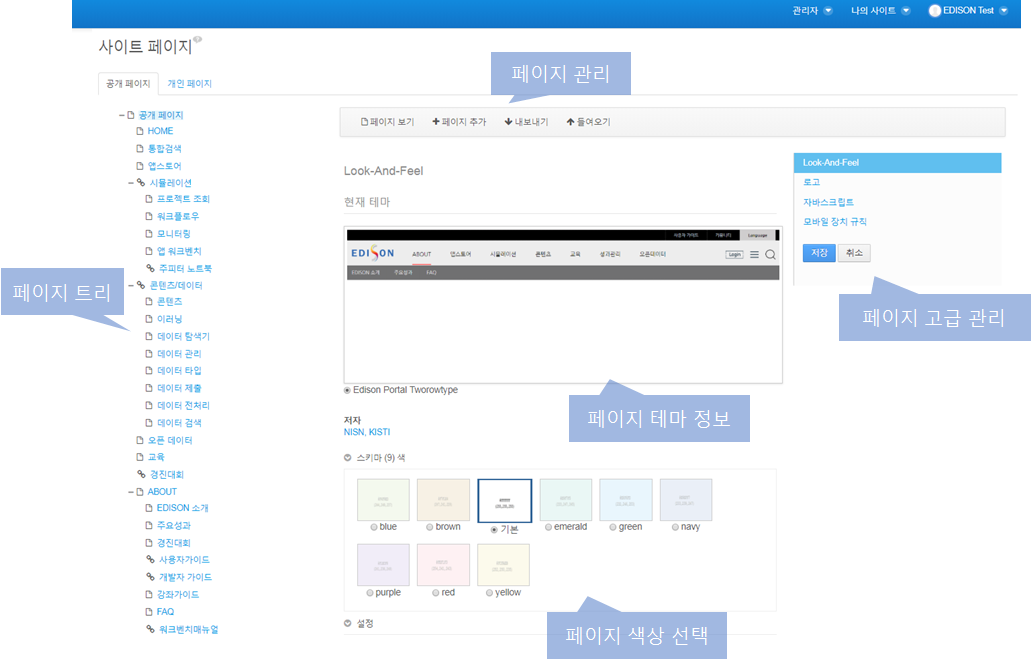 관리자
나의 사이트
EDISON Test
사이트 페이지
공개 페이지
개인 페이지
페이지 관리
공개 페이지
HOME
통합검색
앱스토어
시뮬레이션
프로젝트 조회
워크플로우
모니터링
앱 워크벤치
주피터 노트북
콘텐츠/데이터
콘텐츠
이러닝
데이터 탐색기
데이터 관리
데이터 타입
데이터 제출
데이터 전처리
데이터 검색
오픈 데이터
교육
경진대회
ABOUT
EDISON 소개
주요성과
경진대회
사용자가이드
개발자 가이드
강좌가이드
FAQ
워크벤치매뉴얼
페이지 트리
페이지 보기
페이지 추가
내보내기
들여오기
Look-And-Feel
현재 테마
사용자 가이드
커뮤니티
Language
EDISON
ABOUT
앱스토어
시뮬레이션
콘텐츠
교육
성과관리
오픈데이터
Login
EDISON 소개
주요성과
FAQ
Edison Portal Tworowtype
페이지 테마 정보
저자
NISN, KISTI
스키마 (9) 색
blue
brown
기본
emerald
green
navy
purple
red
yellow
페이지 색상 선택
설정
Look-And-Feel
로고
자바스크립트
모바일 장치 규칙
저장
취소
페이지 고급 관리